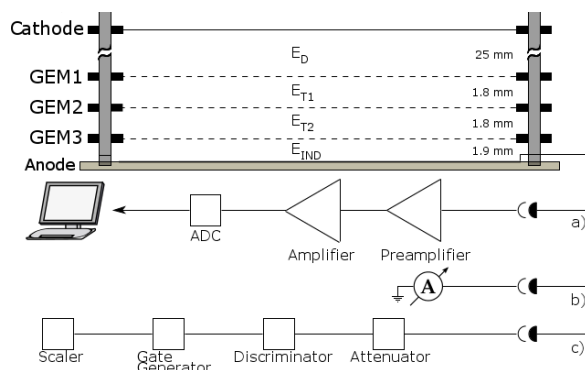 Cathode
E_D
25 mm
GEM1
E_T1
1.8 mm
GEM2
E_T2
1.8 mm
GEM3
E_IND
1.9 mm
Anode
ADC
Amplifier
Preamplifier
a)
A
b)
Scaler
Gate
Generator
Discriminator
Attenuator
c)